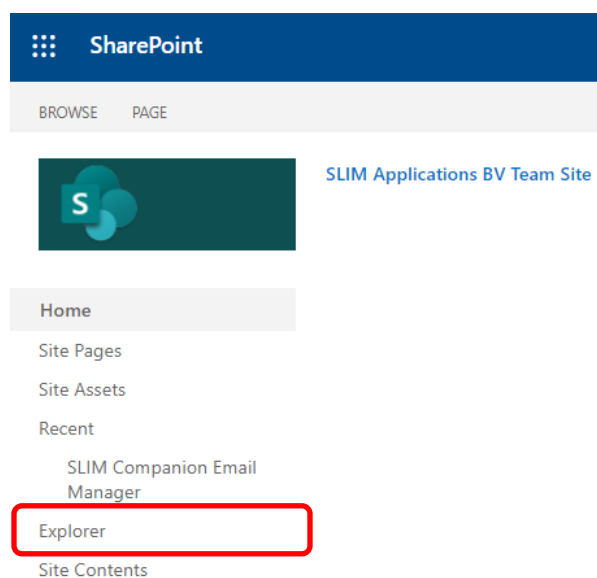 SharePoint
BROWSE PAGE
S
SLIM Applications BV Team Site
Home
Site Pages
Site Assets
Recent
SLIM Companion Email
Manager
Explorer
Site Contents